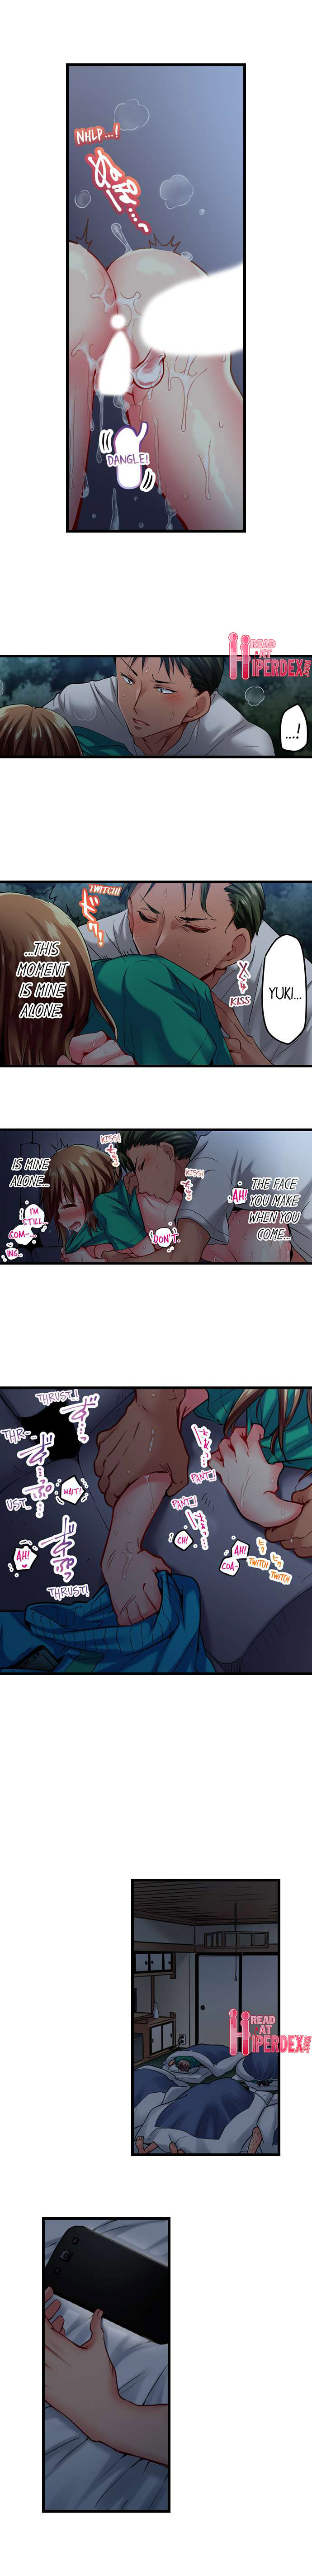 NHLP...!
DANGLE!
READ
AT
HIPERDEX
...!
TWITCH!
YUKI...
KISS
...THIS
MOMENT
IS MINE
ALONE.
KISS!
KISS!
AH!
THE FACE
YOU MAKE
WHEN YOU
COME...
IS MINE
ALONE...
I'M
STILL
COM-
ING..
DON'T
THRUST!
THR-
UST
WAIT!
PANT♡
PANT♡
AH!
CH!
AH!
COA-
TWITCH
TWITCH
THRUST!
READ
AT
HIPERDEX